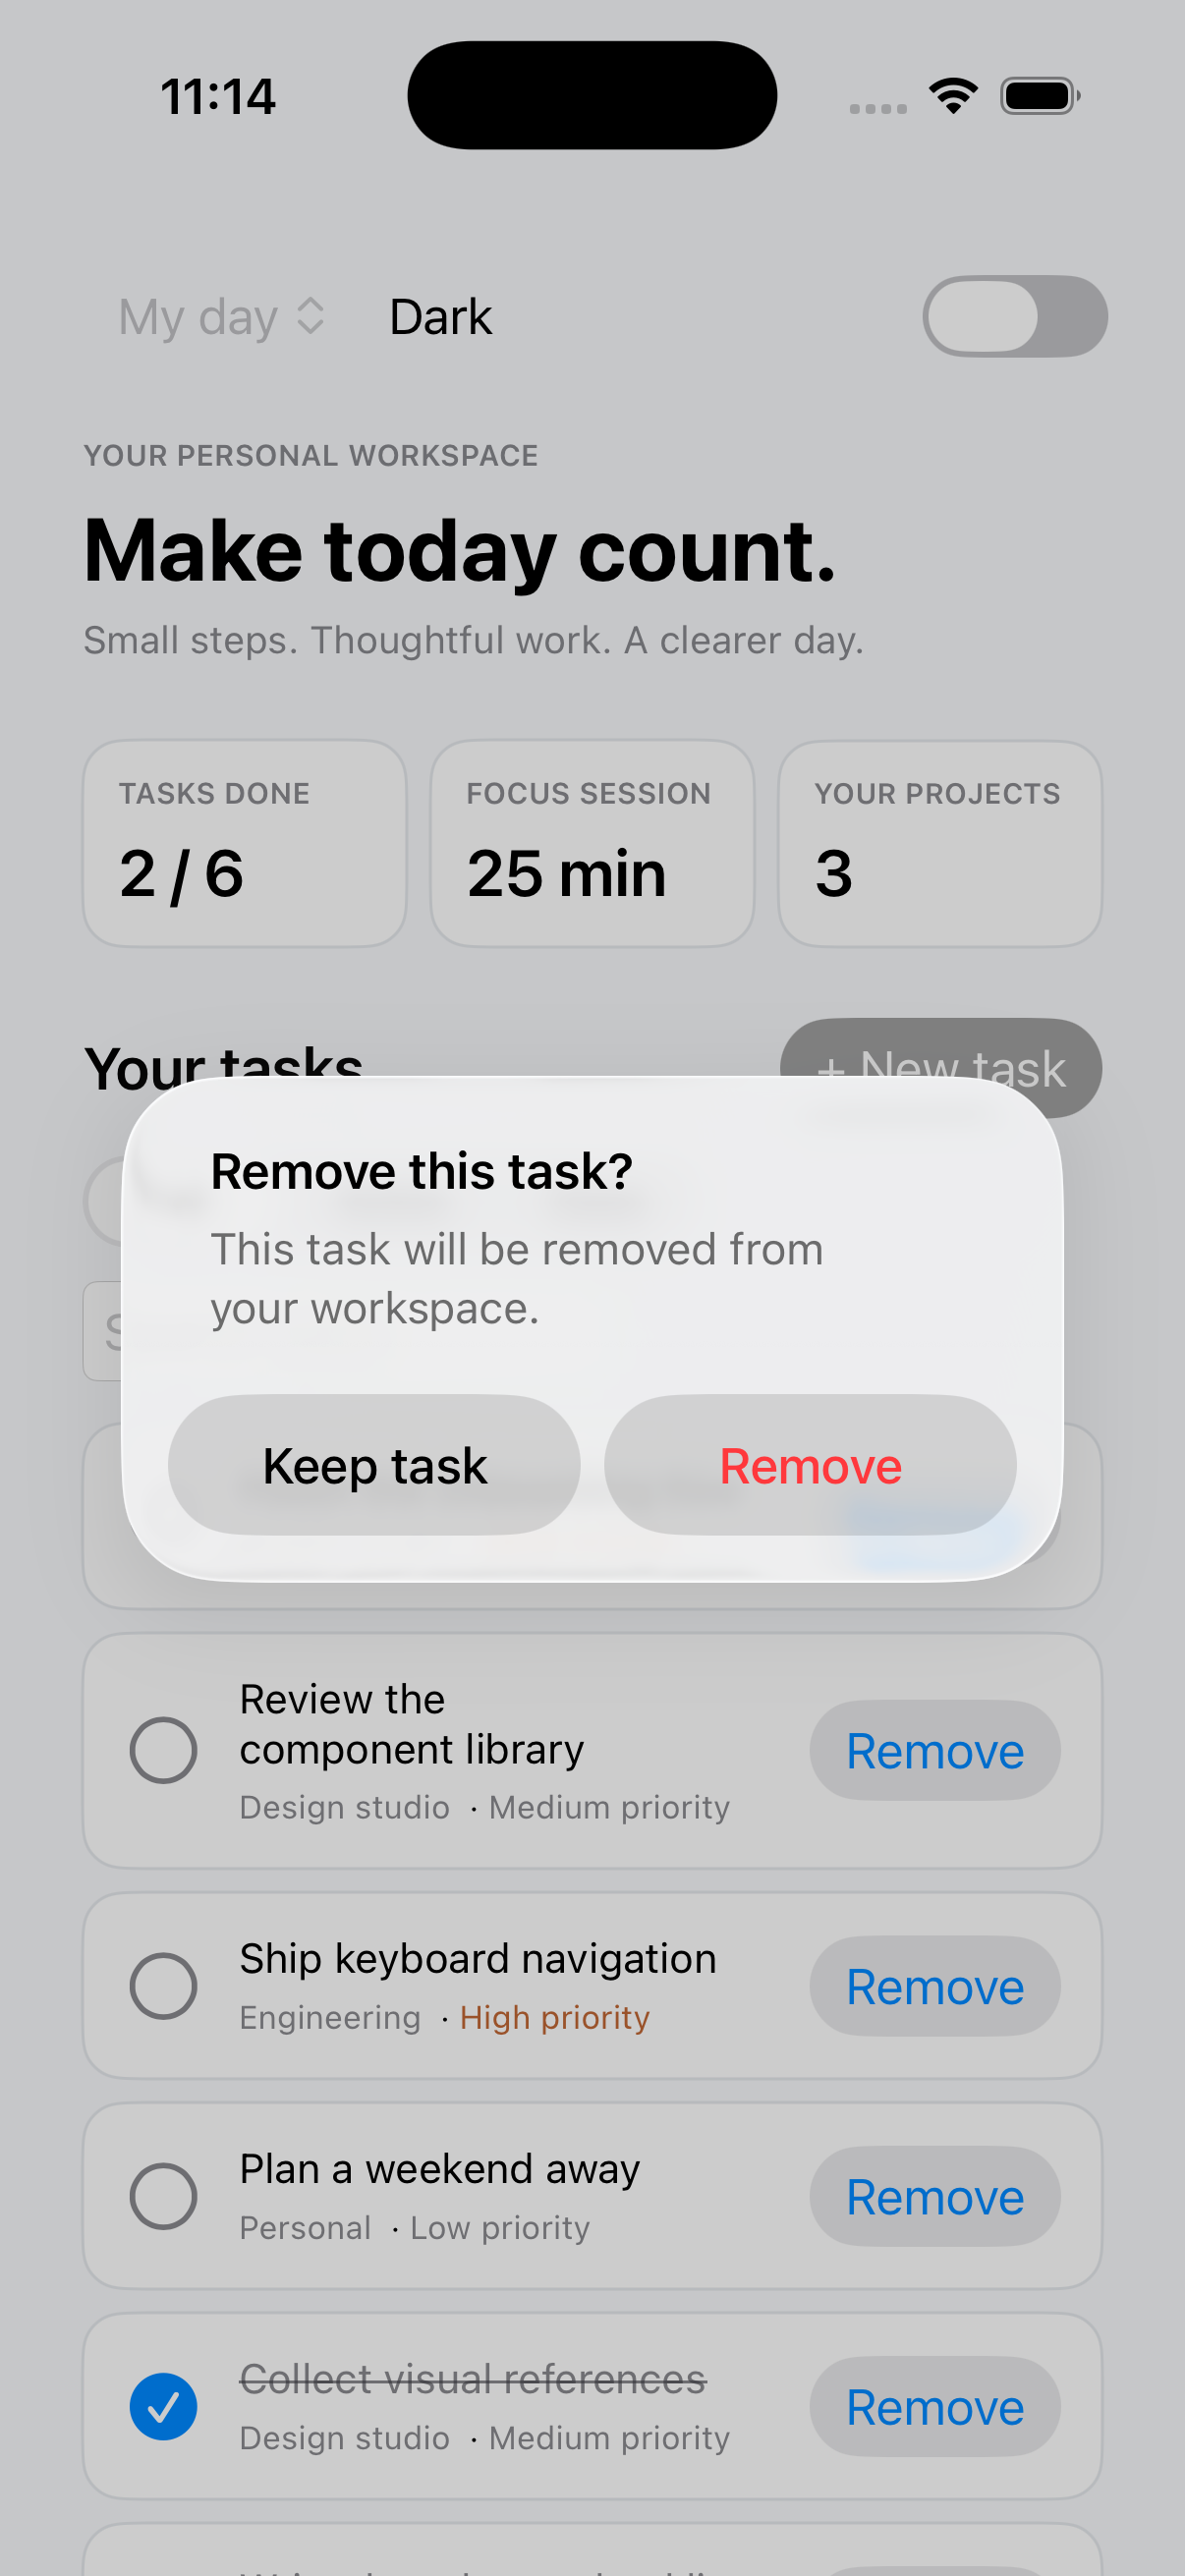 11:14
My day
Dark
YOUR PERSONAL WORKSPACE
Make today count.
Small steps. Thoughtful work. A clearer day.
TASKS DONE
2 / 6
FOCUS SESSION
25 min
YOUR PROJECTS
3
Your tasks
+ New task
Remove this task?
This task will be removed from
your workspace.
Keep task
Remove
Review the
component library
Design studio · Medium priority
Remove
Ship keyboard navigation
Engineering · High priority
Remove
Plan a weekend away
Personal · Low priority
Remove
Collect visual references
Design studio · Medium priority
Remove